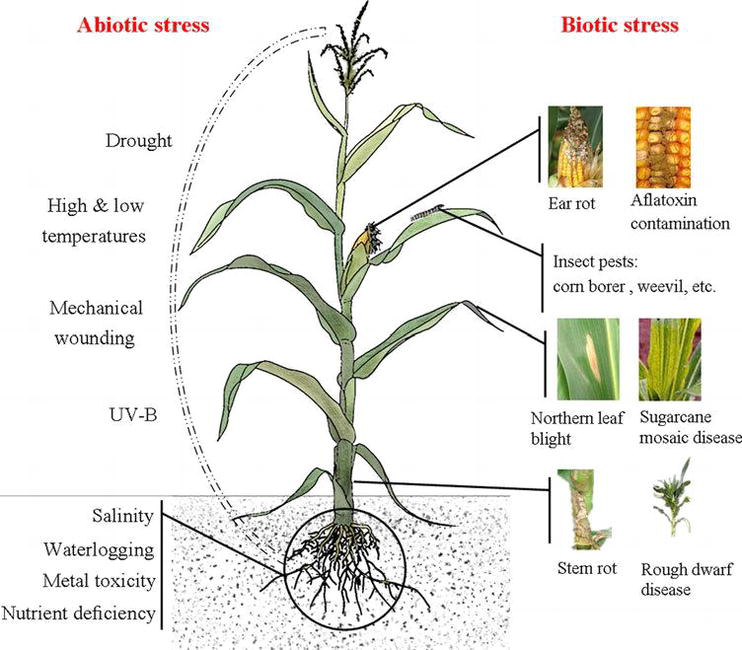 Abiotic stress
Biotic stress
Drought
High & low
temperatures
Mechanical
wounding
UV-B
Salinity
Waterlogging
Metal toxicity
Nutrient deficiency
Ear rot
Aflatoxin
contamination
Insect pests:
corn borer , weevil, etc.
Northern leaf
blight
Sugarcane
mosaic disease
Stem rot
Rough dwarf
disease